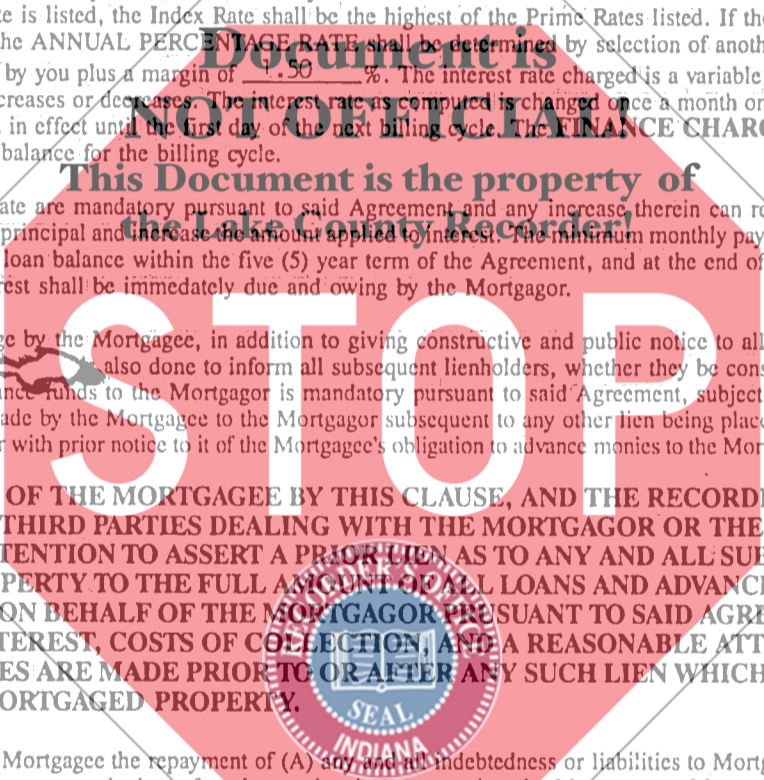 te is listed, the Index Rate shall be the highest of the Prime Rates listed. If the
he ANNUAL PERCENTAGE RATE shall be determined by selection of anoth
Document is
by you plus a margin of .50 %. The interest rate charged is a variable
creases or decreases. The interest rate as computed is changed once a month on
NOT OFFICIAL!
in effect until the first day of the next billing cycle. The FINANCE CHARG
balance for the billing cycle.
This Document is the property of
ate are mandatory pursuant to said Agreement and any increase therein can re
the Lake County Recorder!
principal and increase the amount applied to interest. The minimum monthly pay
loan balance within the five (5) year term of the Agreement, and at the end of
rest shall be immediately due and owing by the Mortgagor.
STOP
ge by the Mortgagee, in addition to giving constructive and public notice to all
also done to inform all subsequent lienholders, whether they be cons
ance funds to the Mortgagor is mandatory pursuant to said Agreement, subject
ade by the Mortgagee to the Mortgagor subsequent to any other lien being place
r with prior notice to it of the Mortgagee's obligation to advance monies to the Mor
OF THE MORTGAGEE BY THIS CLAUSE, AND THE RECORDI
THIRD PARTIES DEALING WITH THE MORTGAGOR OR THE
TENTION TO ASSERT A PRIOR LIEN AS TO ANY AND ALL SUB
PERTY TO THE FULL AMOUNT OF ALL LOANS AND ADVANC
ON BEHALF OF THE MORTGAGOR PRUSUANT TO SAID AGRE
TEREST, COSTS OF COLLECTION, AND A REASONABLE ATT
ES ARE MADE PRIOR TO OR AFTER ANY SUCH LIEN WHICH
ORTGAGED PROPERTY.
RECORDER'S OFFICE
SEAL
INDIANA
Mortgagee the repayment of (A) any and all indebtedness or liabilities to Mortg